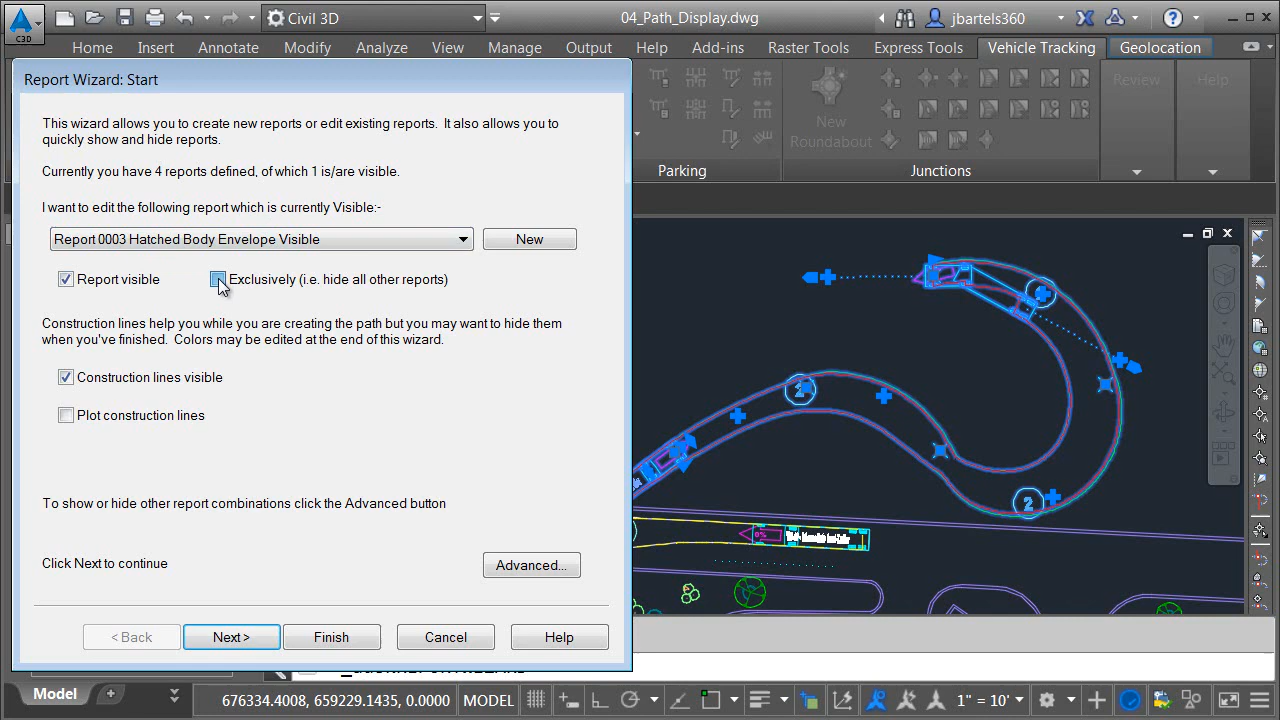 C3D
Civil 3D
04_Path_Display.dwg
jbartels360
Home
Insert
Annotate
Modify
Analyze
View
Manage
Output
Help
Add-ins
Raster Tools
Express Tools
Vehicle Tracking
Geolocation
New
Roundabout
Review
Help
Parking
Junctions
Report Wizard: Start
This wizard allows you to create new reports or edit existing reports. It also allows you to
quickly show and hide reports.
Currently you have 4 reports defined, of which 1 is/are visible.
I want to edit the following report which is currently Visible:-
Report 0003 Hatched Body Envelope Visible
New
Report visible
Exclusively (i.e. hide all other reports)
Construction lines help you while you are creating the path but you may want to hide them
when you've finished. Colors may be edited at the end of this wizard.
Construction lines visible
Plot construction lines
To show or hide other report combinations click the Advanced button
Click Next to continue
Advanced...
< Back
Next >
Finish
Cancel
Help
2
0%
Model
676334.4008, 659229.1435, 0.0000
MODEL
1" = 10'